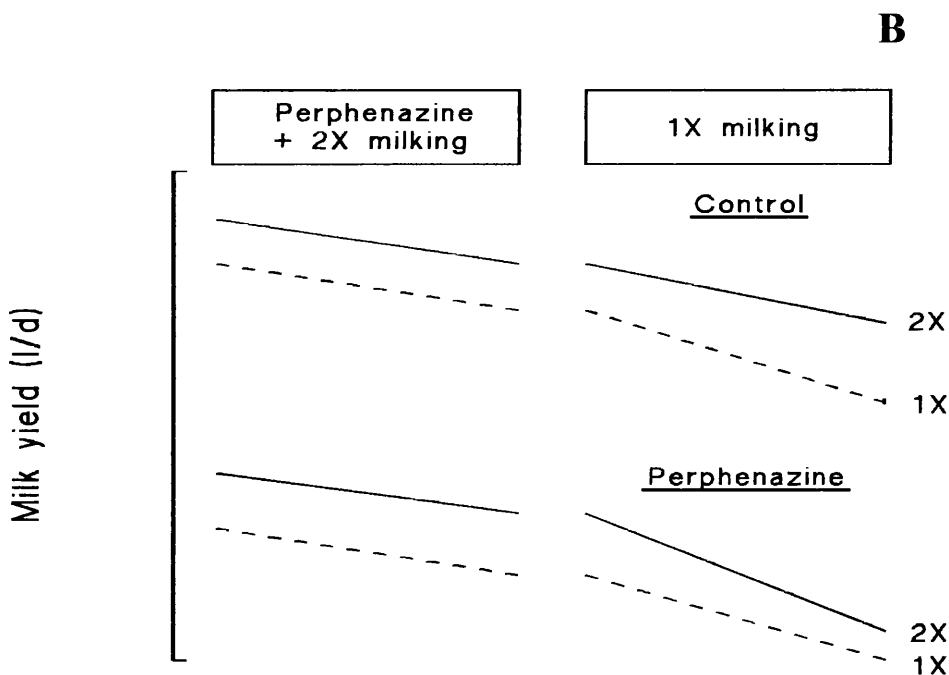 B
Perphenazine
+ 2X milking
1X milking
Control
2X
1X
Milk yield (l/d)
Perphenazine
2X
1X